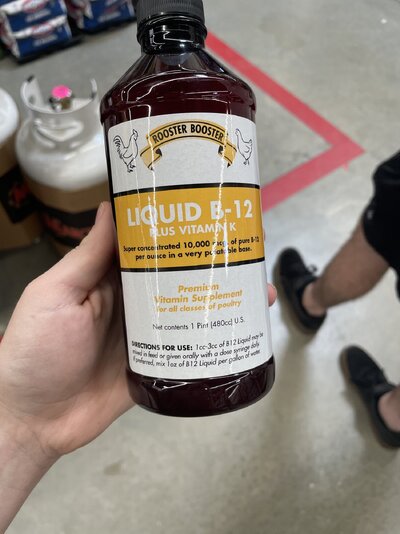 ROOSTER BOOSTER
LIQUID B-12
PLUS VITAMIN K
Super concentrated 10,000 mcg. of pure B-12
per ounce in a very palatable base.
Premium
Vitamin Supplement
for all classes of poultry
Net contents 1 Pint (480cc) U.S.
DIRECTIONS FOR USE: 1cc-3cc of B12 Liquid may be
mixed in feed or given orally with a dose syringe daily.
If preferred, mix 1oz of B12 Liquid per gallon of water.